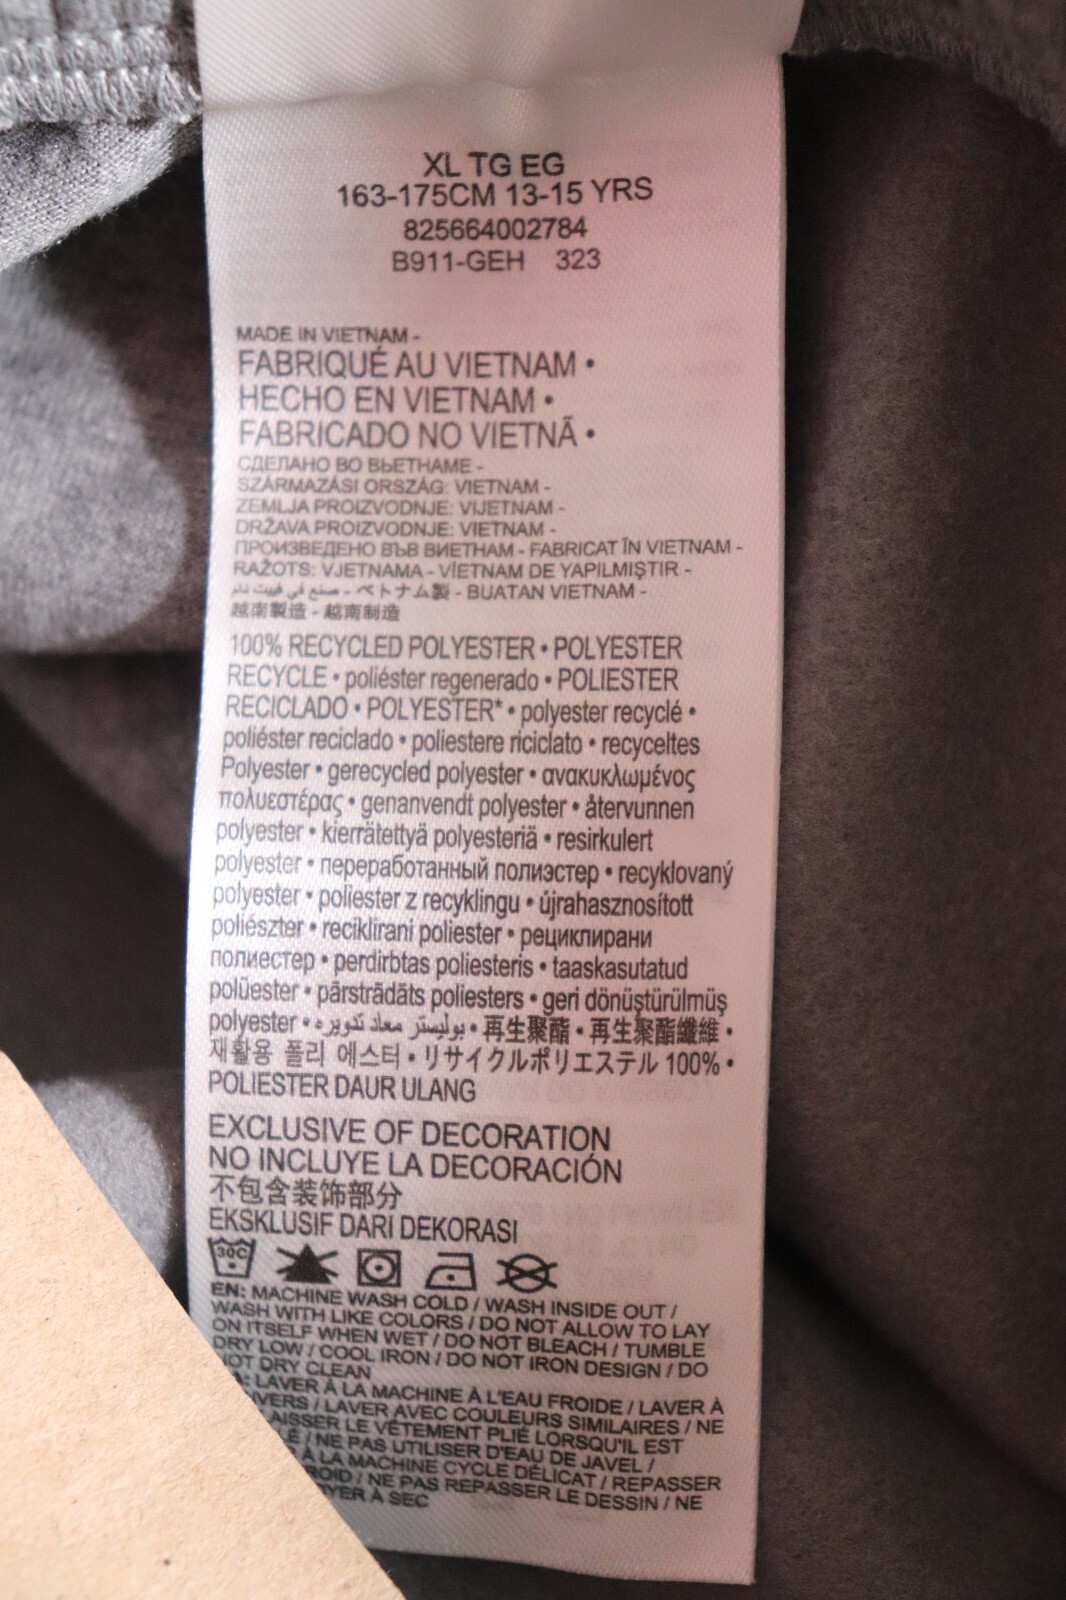 XL TG EG
163-175CM 13-15 YRS
825664002784
B911-GEH 323
MADE IN VIETNAM -
FABRIQUÉ AU VIETNAM •
HECHO EN VIETNAM •
FABRICADO NO VIETNÃ •
СДЕЛАНО ВО ВЬЕТНАМЕ -
SZÁRMAZÁSI ORSZÁG: VIETNAM -
ZEMLJA PROIZVODNJE: VIJETNAM -
DRŽAVA PROIZVODNJE: VIETNAM -
ПРОИЗВЕДЕНО ВЪВ ВИЕТНАМ - FABRICAT ÎN VIETNAM -
RAŽOTS: VJETNAMA - VİETNAM DE YAPILMIŞTIR -
صنع في فييت نام - ベトナム製 - BUATAN VIETNAM -
越南製造 - 越南制造
100% RECYCLED POLYESTER • POLYESTER
RECYCLE • poliéster regenerado • POLIESTER
RECICLADO • POLYESTER* • polyester recyclé •
poliéster reciclado • poliestere riciclato • recyceltes
Polyester • gerecycled polyester • ανακυκλωμένος
πολυεστέρας • genanvendt polyester • återvunnen
polyester • kierrätettyä polyesteriä • resirkulert
polyester • переработанный полиэстер • recyklovaný
polyester • poliester z recyklingu • újrahasznosított
poliészter • reciklirani poliester • рециклирани
полиестер • perdirbtas poliesteris • taaskasutatud
polüester • pārstrādāts poliesters • geri dönüştürülmüş
polyester • بوليستر معاد تدويره • 再生聚酯 • 再生聚酯纖維 •
재활용 폴리 에스터 • リサイクルポリエステル 100% •
POLIESTER DAUR ULANG
EXCLUSIVE OF DECORATION
NO INCLUYE LA DECORACIÓN
不包含装饰部分
EKSKLUSIF DARI DEKORASI
30C
EN: MACHINE WASH COLD / WASH INSIDE OUT /
WASH WITH LIKE COLORS / DO NOT ALLOW TO LAY
ON ITSELF WHEN WET / DO NOT BLEACH / TUMBLE
DRY LOW / COOL IRON / DO NOT IRON DESIGN / DO
NOT DRY CLEAN
LAVER À LA MACHINE À L'EAU FROIDE / LAVER À
/ LAVER AVEC COULEURS SIMILAIRES / NE
LAISSER LE VÊTEMENT PLIÉ LORSQU'IL EST
/ NE PAS UTILISER D'EAU DE JAVEL /
À LA MACHINE CYCLE DÉLICAT / REPASSER
/ NE PAS REPASSER LE DESSIN / NE
À SEC